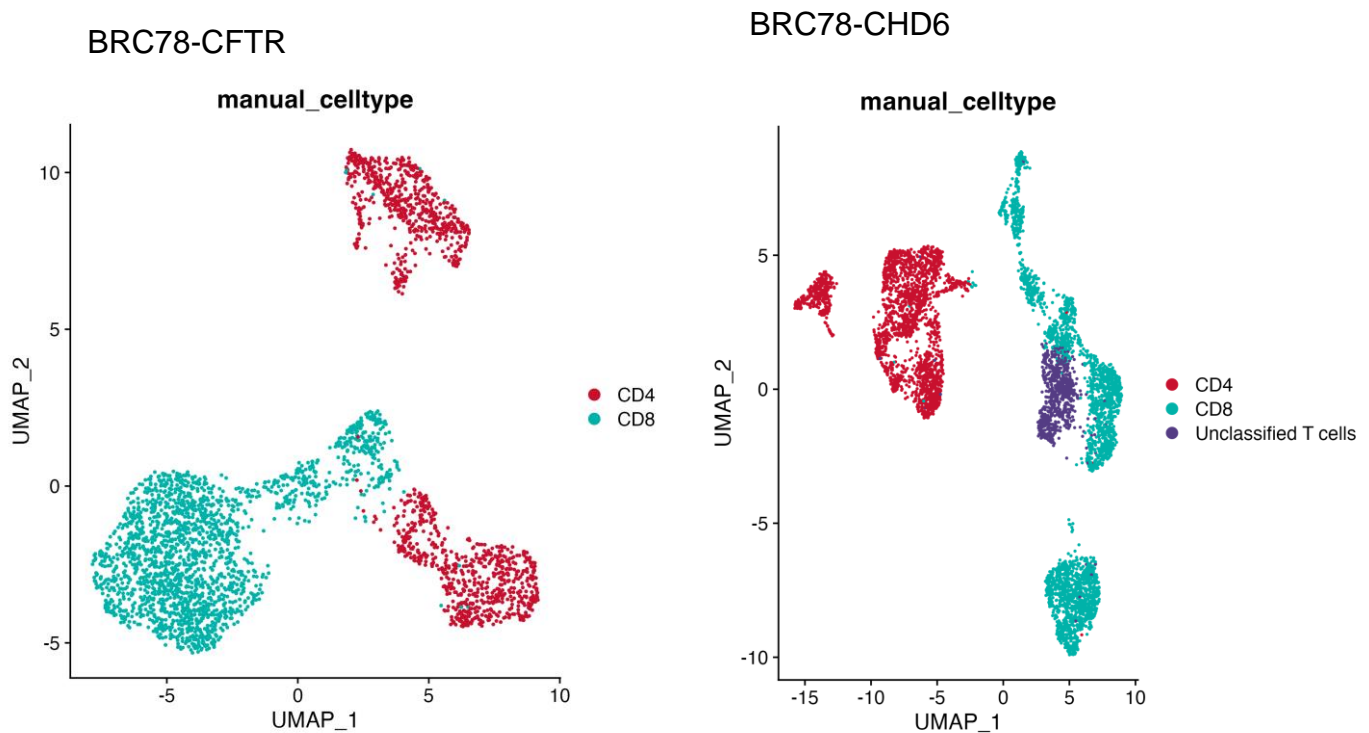 BRC78-CFTR
manual_celltype
10
5
0
-5
UMAP_2
-5
0
5
10
UMAP_1
CD4
CD8
BRC78-CHD6
manual_celltype
5
0
-5
-10
UMAP_2
-15
-10
-5
0
5
10
UMAP_1
CD4
CD8
Unclassified T cells